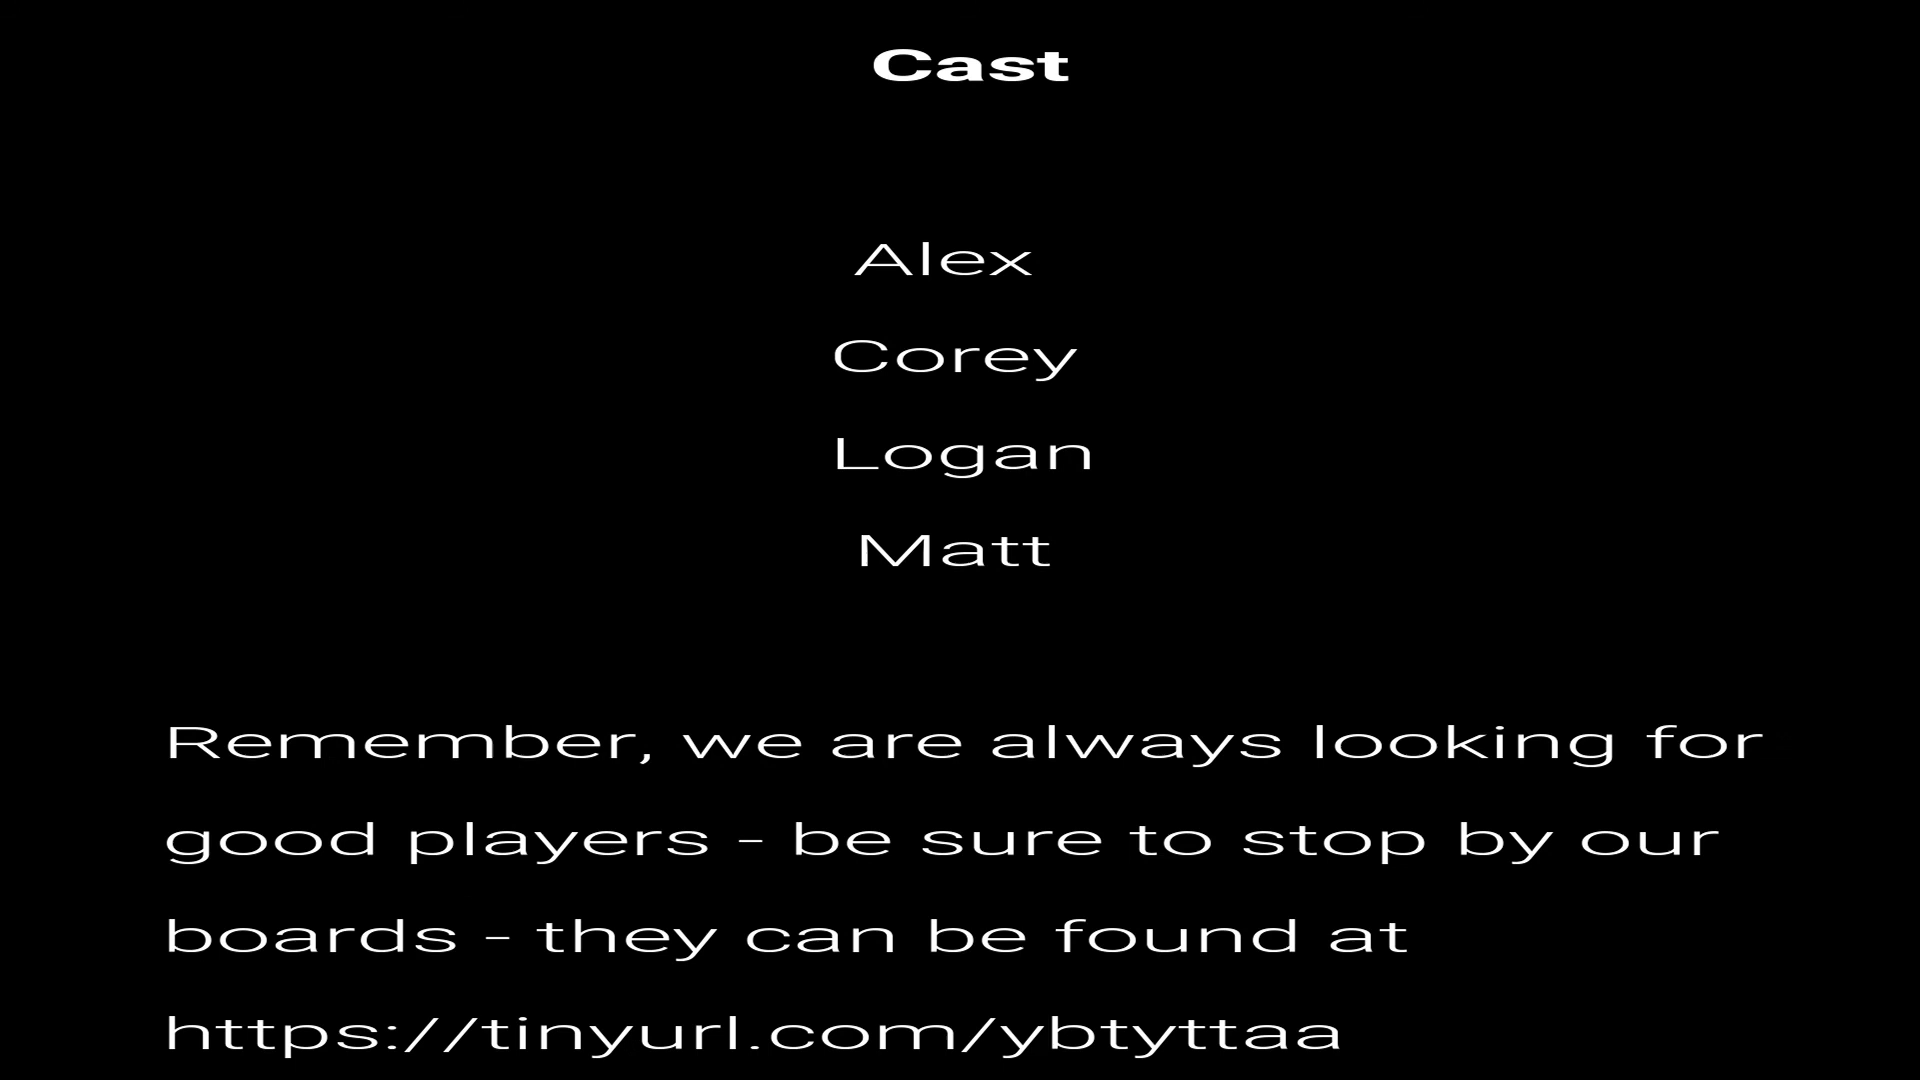 Cast
Alex
Corey
Logan
Matt
Remember, we are always looking for
good players - be sure to stop by our
boards - they can be found at
https://tinyurl.com/ybtyttaa